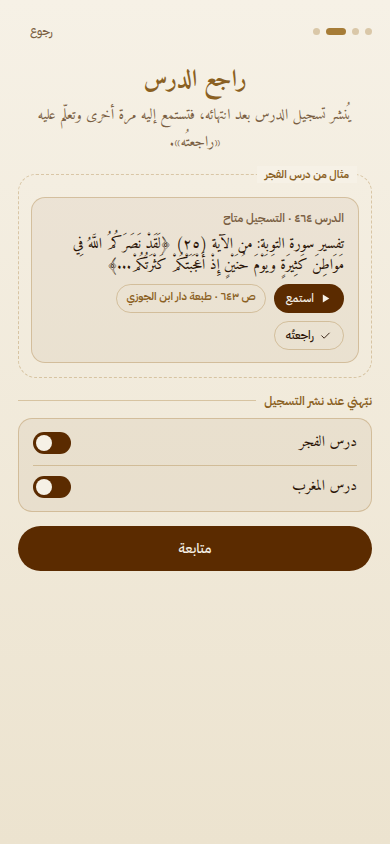 رجوع
راجع الدرس
يُنشر تسجيل الدرس بعد انتهائه، فتستمع إليه مرة أخرى وتعلّم عليه
«راجعتُه».
مثال من درس الفجر
الدرس ٤٦٤ · التسجيل متاح
تفسير سورة التوبة: من الآية (٢٥) ﴿لَقَدْ نَصَرَكُمُ اللَّهُ فِي
مَوَاطِنَ كَثِيرَةٍ وَيَوْمَ حُنَيْنٍ إِذْ أَعْجَبَتْكُمْ كَثْرَتُكُمْ...﴾
استمع
ص ٦٤٣ · طبعة دار ابن الجوزي
راجعتُه
نبّهني عند نشر التسجيل
درس الفجر
درس المغرب
متابعة